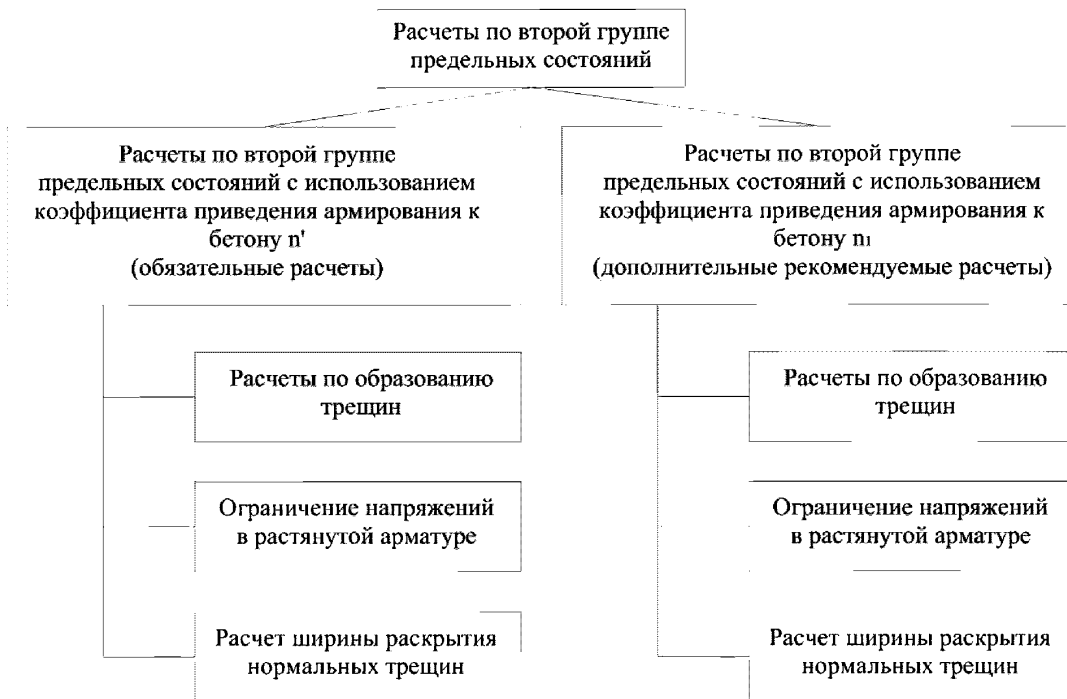 Расчеты по второй группе
предельных состояний
Расчеты по второй группе
предельных состояний с использованием
коэффициента приведения армирования к
бетону n'
(обязательные расчеты)
Расчеты по второй группе
предельных состояний с использованием
коэффициента приведения армирования к
бетону n₁
(дополнительные рекомендуемые расчеты)
Расчеты по образованию
трещин
Ограничение напряжений
в растянутой арматуре
Расчет ширины раскрытия
нормальных трещин
Расчеты по образованию
трещин
Ограничение напряжений
в растянутой арматуре
Расчет ширины раскрытия
нормальных трещин